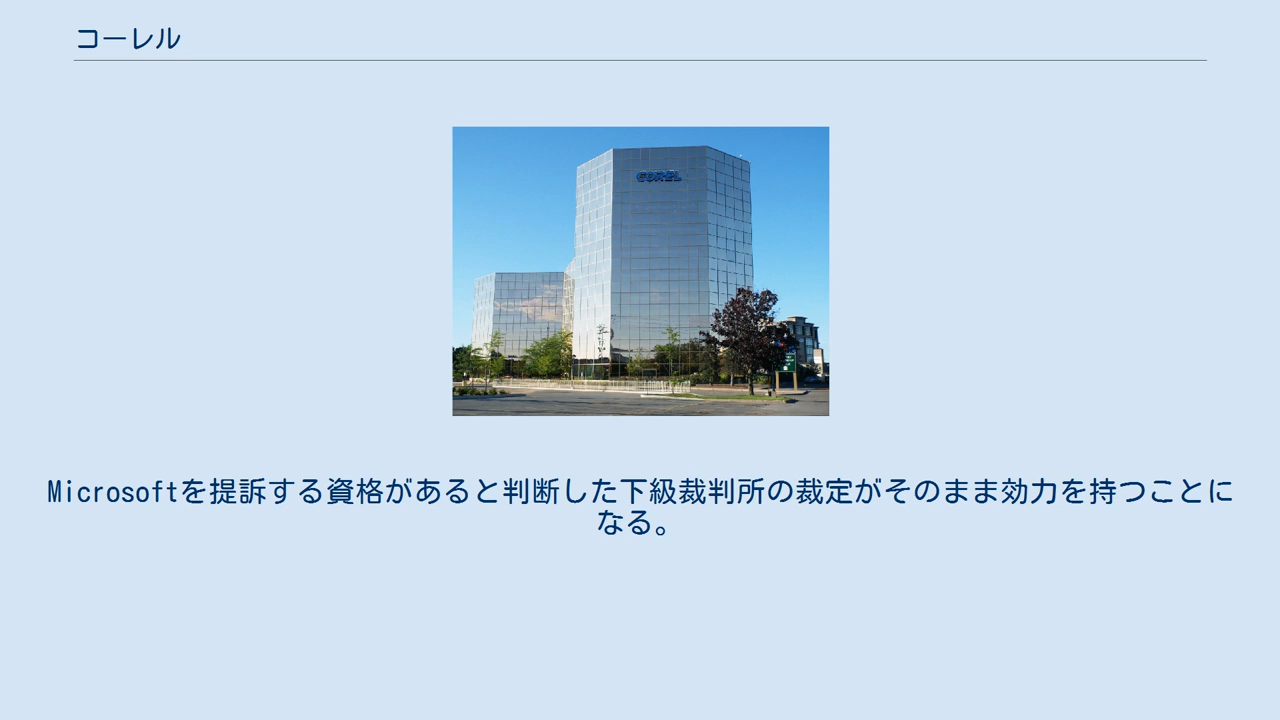 コーレル
COREL
Microsoftを提訴する資格があると判断した下級裁判所の裁定がそのまま効力を持つことに
なる。